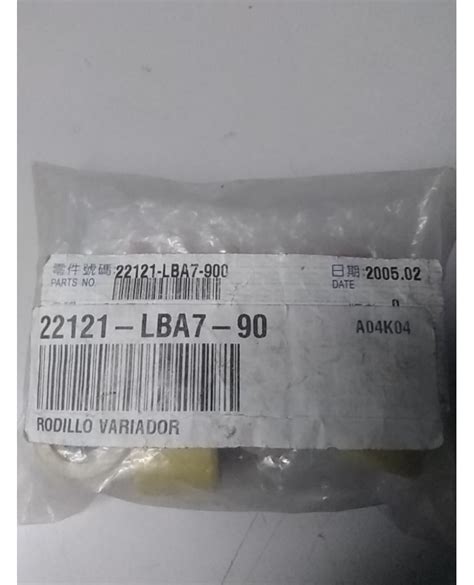 零件號碼: 22121-LBA7-900 日期: 2005.02
PARTS NO. DATE
22121-LBA7-90 A04K04
RODILLO VARIADOR